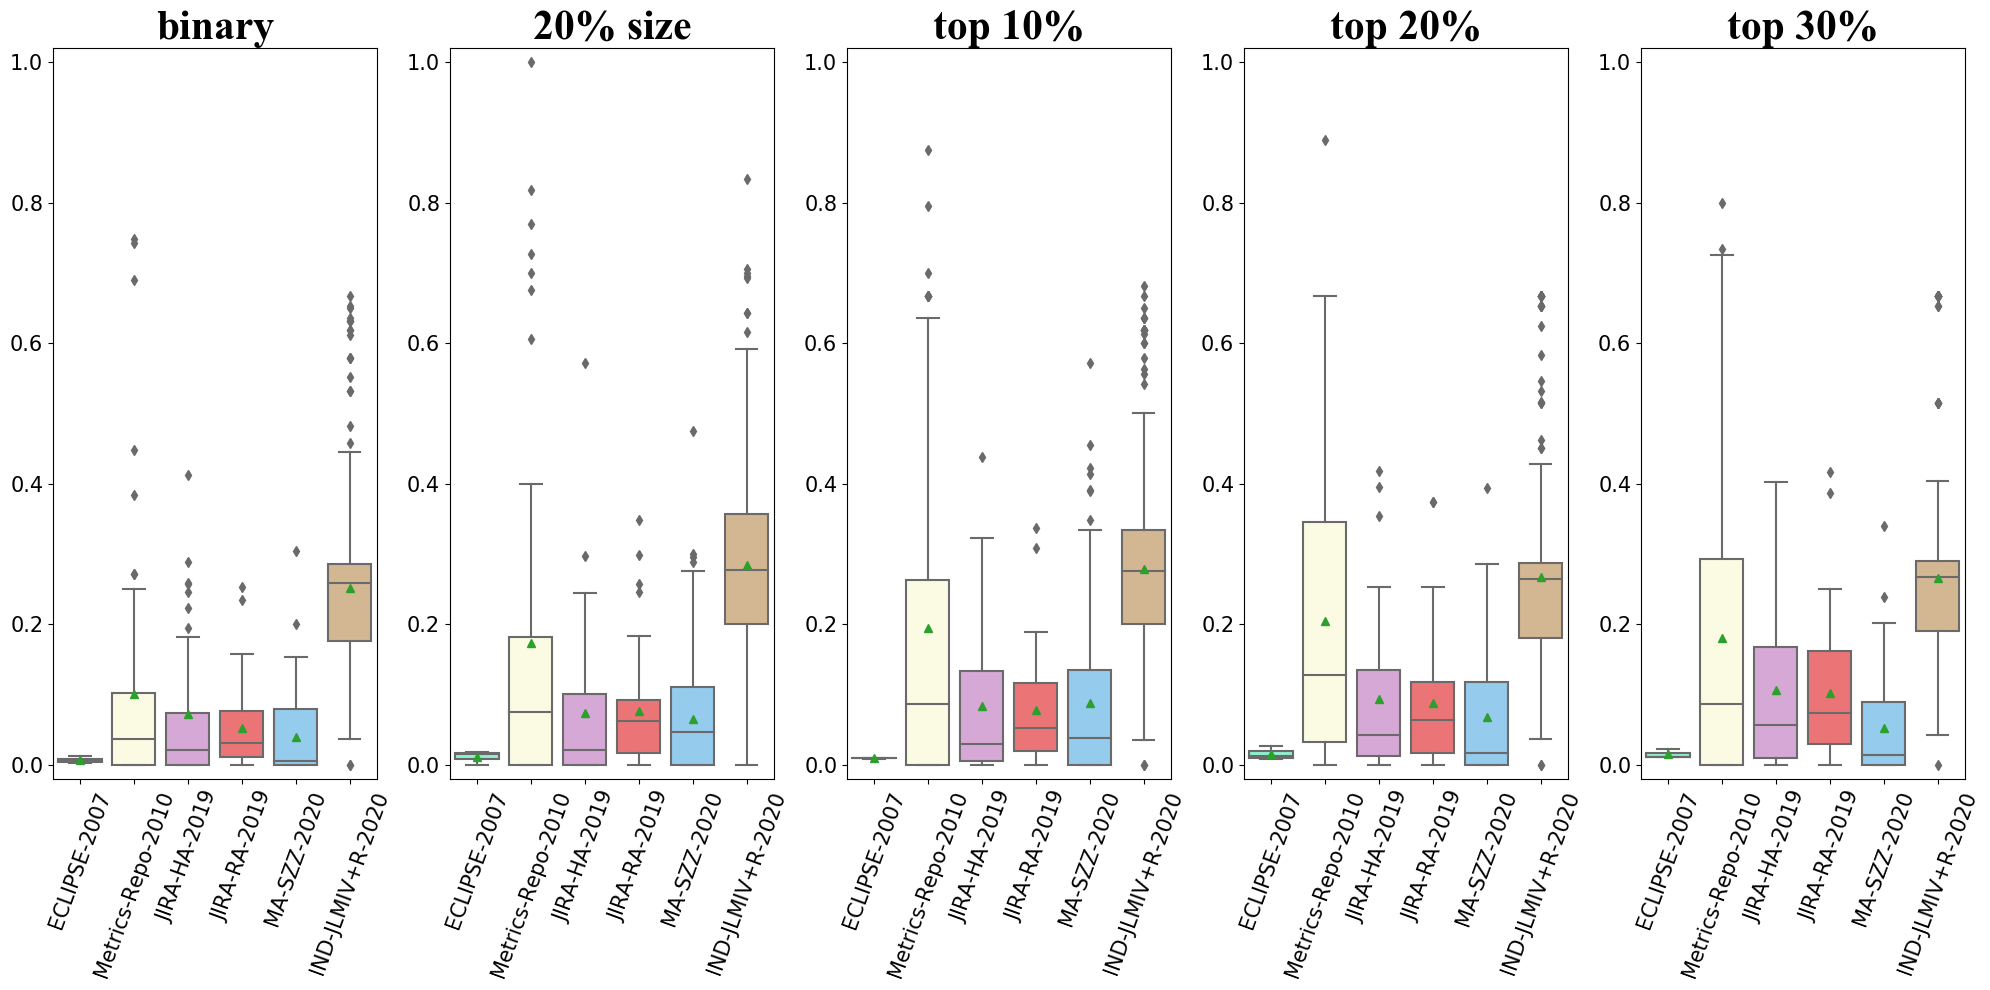 binary
20% size
top 10%
top 20%
top 30%
1.0
0.8
0.6
0.4
0.2
0.0
ECLIPSE-2007
Metrics-Repo-2010
JIRA-HA-2019
JIRA-RA-2019
MA-SZZ-2020
IND-JLMIV+R-2020
1.0
0.8
0.6
0.4
0.2
0.0
ECLIPSE-2007
Metrics-Repo-2010
JIRA-HA-2019
JIRA-RA-2019
MA-SZZ-2020
IND-JLMIV+R-2020
1.0
0.8
0.6
0.4
0.2
0.0
ECLIPSE-2007
Metrics-Repo-2010
JIRA-HA-2019
JIRA-RA-2019
MA-SZZ-2020
IND-JLMIV+R-2020
1.0
0.8
0.6
0.4
0.2
0.0
ECLIPSE-2007
Metrics-Repo-2010
JIRA-HA-2019
JIRA-RA-2019
MA-SZZ-2020
IND-JLMIV+R-2020
1.0
0.8
0.6
0.4
0.2
0.0
ECLIPSE-2007
Metrics-Repo-2010
JIRA-HA-2019
JIRA-RA-2019
MA-SZZ-2020
IND-JLMIV+R-2020